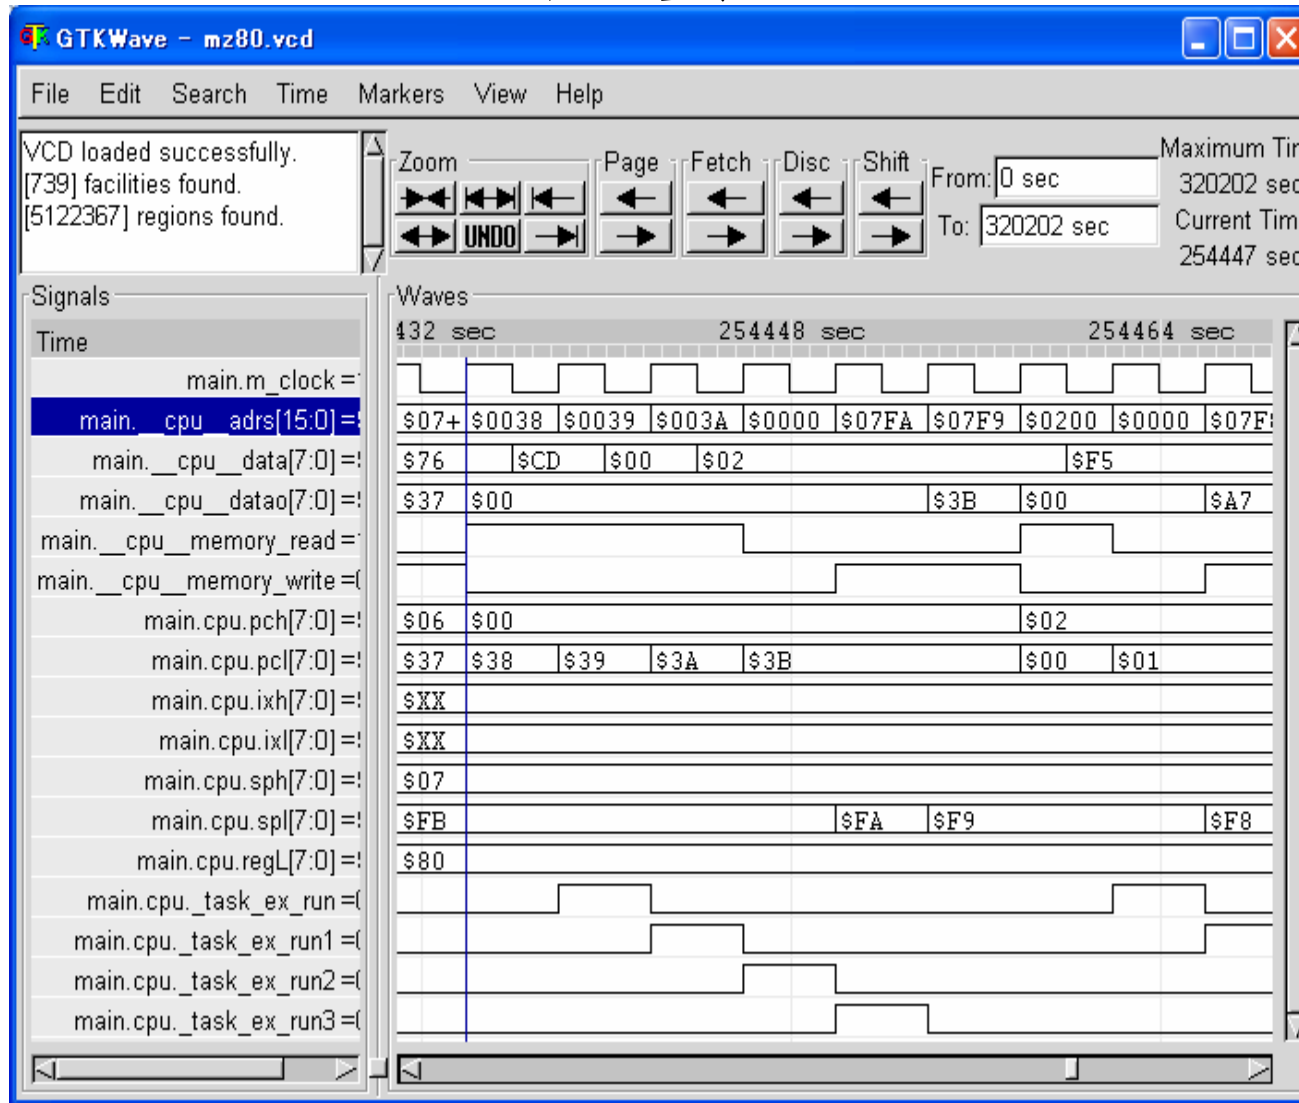 GTKWave - mz80.vcd
File Edit Search Time Markers View Help
VCD loaded successfully.
[739] facilities found.
[5122367] regions found.
Zoom Page Fetch Disc Shift
UNDO
From: 0 sec
To: 320202 sec
Maximum Tim
320202 sec
Current Tim
254447 sec
Signals
Waves
Time
432 sec 254448 sec 254464 sec
main.m_clock =
main.__cpu__adrs[15:0] = $07+ $0038 $0039 $003A $0000 $07FA $07F9 $0200 $0000 $07F
main.__cpu__data[7:0] = $76 $CD $00 $02 $F5
main.__cpu__datao[7:0] = $37 $00 $3B $00 $A7
main.__cpu__memory_read =
main.__cpu__memory_write =
main.cpu.pch[7:0] = $06 $00 $02
main.cpu.pcl[7:0] = $37 $38 $39 $3A $3B $00 $01
main.cpu.ixh[7:0] = $XX
main.cpu.ixl[7:0] = $XX
main.cpu.sph[7:0] = $07
main.cpu.spl[7:0] = $FB $FA $F9 $F8
main.cpu.regL[7:0] = $80
main.cpu._task_ex_run =
main.cpu._task_ex_run1 =
main.cpu._task_ex_run2 =
main.cpu._task_ex_run3 =